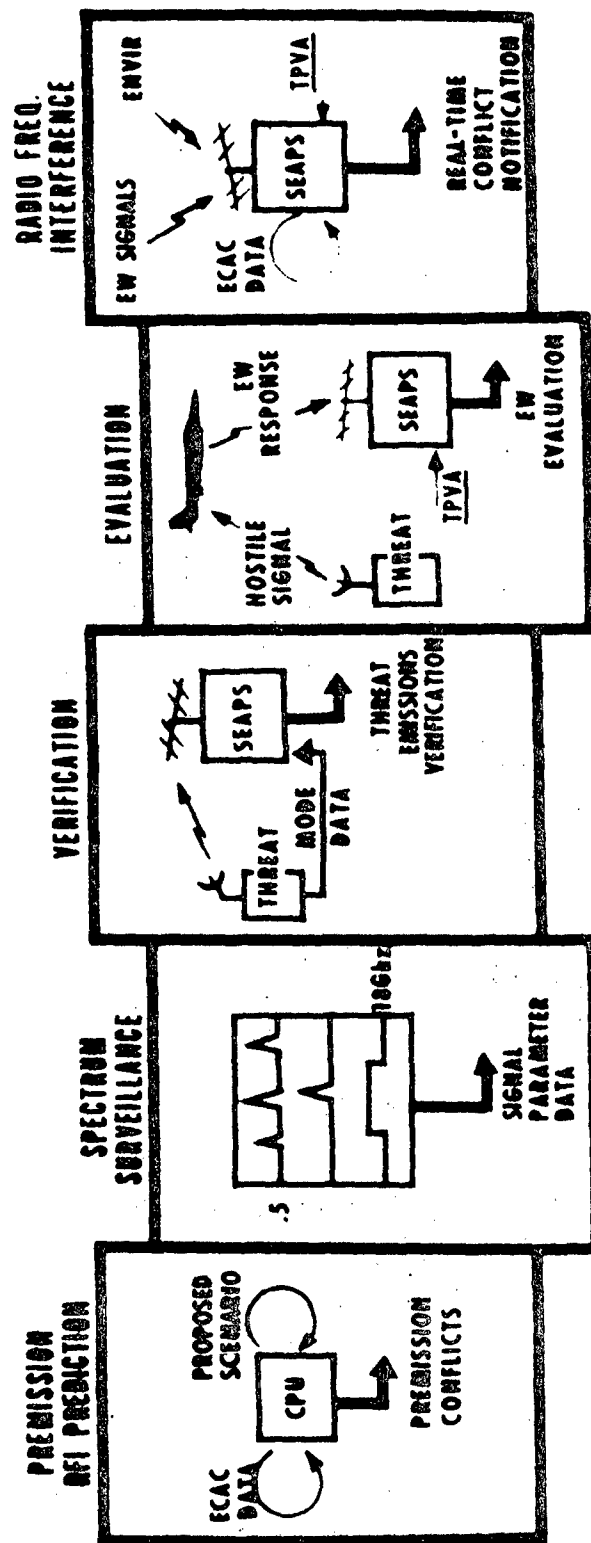 PREMISSION
RFI PREDICTION
PROPOSED
SCENARIO
ECAC
DATA
CPU
PREMISSION
CONFLICTS
SPECTRUM
SURVEILLANCE
.5
18Ghz
SIGNAL
PARAMETER
DATA
VERIFICATION
THREAT
MODE
DATA
SEAPS
THREAT
EMISSIONS
VERIFICATION
EVALUATION
HOSTILE
SIGNAL
EW
RESPONSE
THREAT
TPVA
SEAPS
EW
EVALUATION
RADIO FREQ.
INTERFERENCE
EW SIGNALS
ENVIR
ECAC
DATA
SEAPS
TPVA
REAL-TIME
CONFLICT
NOTIFICATION